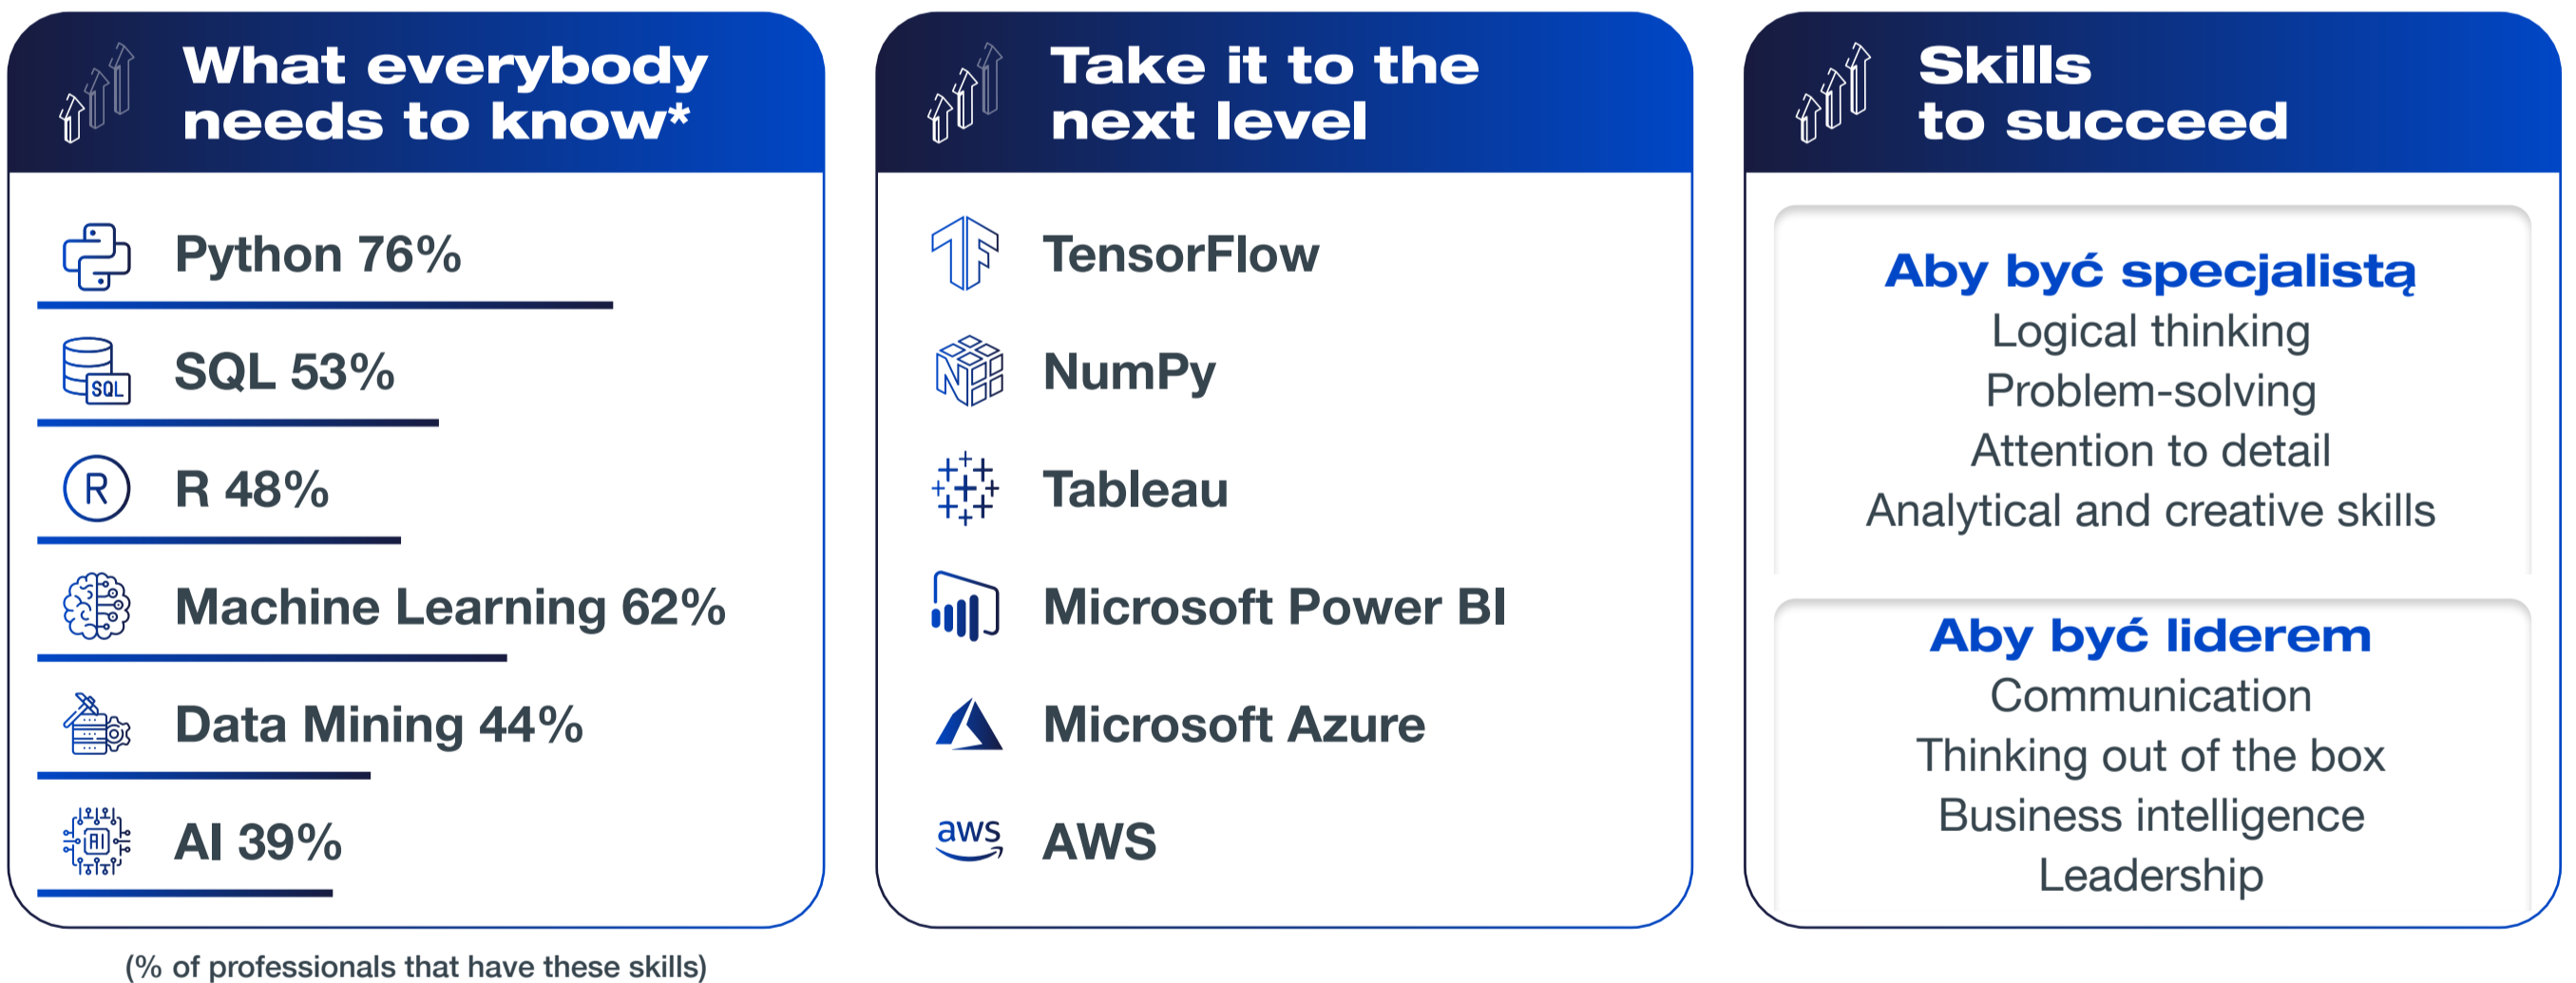 What everybody
needs to know*
Python 76%
SQL
SQL 53%
R
R 48%
Machine Learning 62%
Data Mining 44%
AI
AI 39%
(% of professionals that have these skills)
Take it to the
next level
TensorFlow
N
NumPy
Tableau
Microsoft Power BI
Microsoft Azure
aws
AWS
Skills
to succeed
Aby być specjalistą
Logical thinking
Problem-solving
Attention to detail
Analytical and creative skills
Aby być liderem
Communication
Thinking out of the box
Business intelligence
Leadership